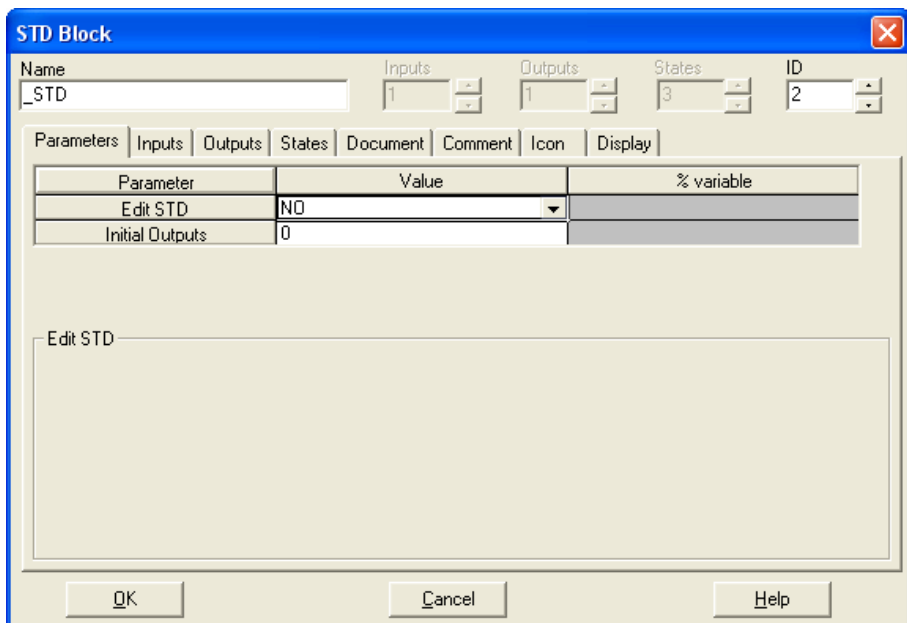 STD Block
Name Inputs Outputs States ID
_STD 1 1 3 2
Parameters Inputs Outputs States Document Comment Icon Display
Parameter Value % variable
Edit STD NO
Initial Outputs 0
Edit STD
OK Cancel Help